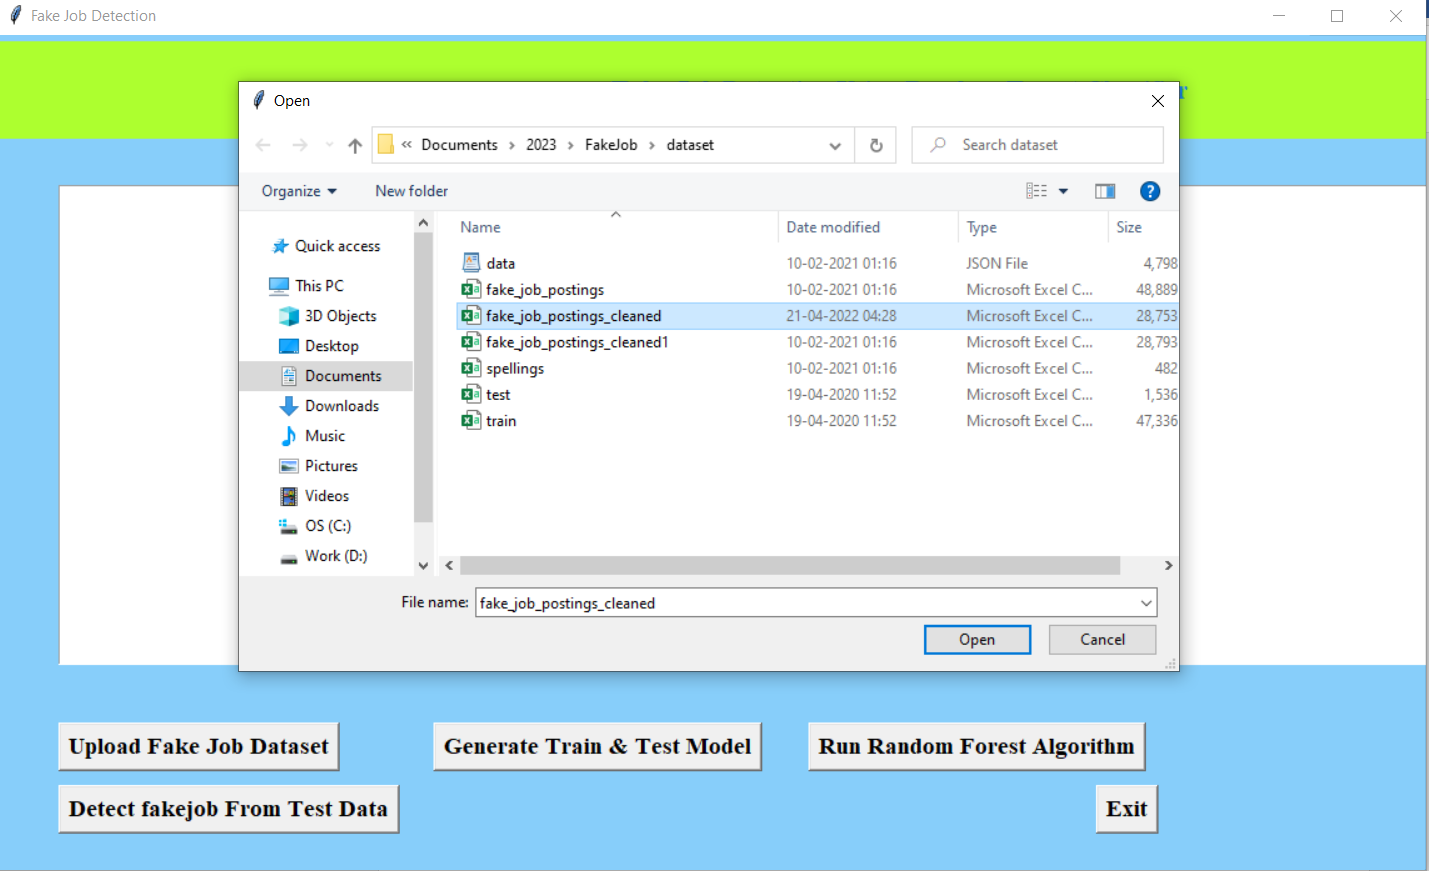 Fake Job Detection
r
Open
« Documents > 2023 > FakeJob > dataset
Search dataset
Organize
New folder
Name Date modified Type Size
Quick access
This PC
3D Objects
Desktop
Documents
Downloads
Music
Pictures
Videos
OS (C:)
Work (D:)
data 10-02-2021 01:16 JSON File 4,798
fake_job_postings 10-02-2021 01:16 Microsoft Excel C... 48,889
fake_job_postings_cleaned 21-04-2022 04:28 Microsoft Excel C... 28,753
fake_job_postings_cleaned1 10-02-2021 01:16 Microsoft Excel C... 28,793
spellings 10-02-2021 01:16 Microsoft Excel C... 482
test 19-04-2020 11:52 Microsoft Excel C... 1,536
train 19-04-2020 11:52 Microsoft Excel C... 47,336
File name: fake_job_postings_cleaned
Open Cancel
Upload Fake Job Dataset
Generate Train & Test Model
Run Random Forest Algorithm
Detect fakejob From Test Data
Exit